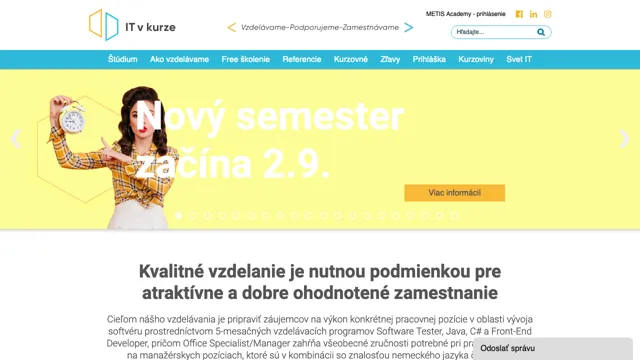 IT v kurze
Vzdelávame-Podporujeme-Zamestnávame
METIS Academy - prihlásenie
Hľadajte...
Štúdium Ako vzdelávame Free školenie Referencie Kurzovné Zľavy Prihláška Kurzoviny Svet IT
Nový semester
začína 2.9.
Viac informácií
Kvalitné vzdelanie je nutnou podmienkou pre
atraktívne a dobre ohodnotené zamestnanie
Cieľom nášho vzdelávania je pripraviť záujemcov na výkon konkrétnej pracovnej pozície v oblasti vývoja
softvéru prostredníctvom 5-mesačných vzdelávacích programov Software Tester, Java, C# a Front-End
Developer, pričom Office Specialist/Manager zahŕňa všeobecné zručnosti potrebné pri
na manažérskych pozíciach, ktoré sú v kombinácii so znalosťou nemeckého jazyka
Odoslať správu